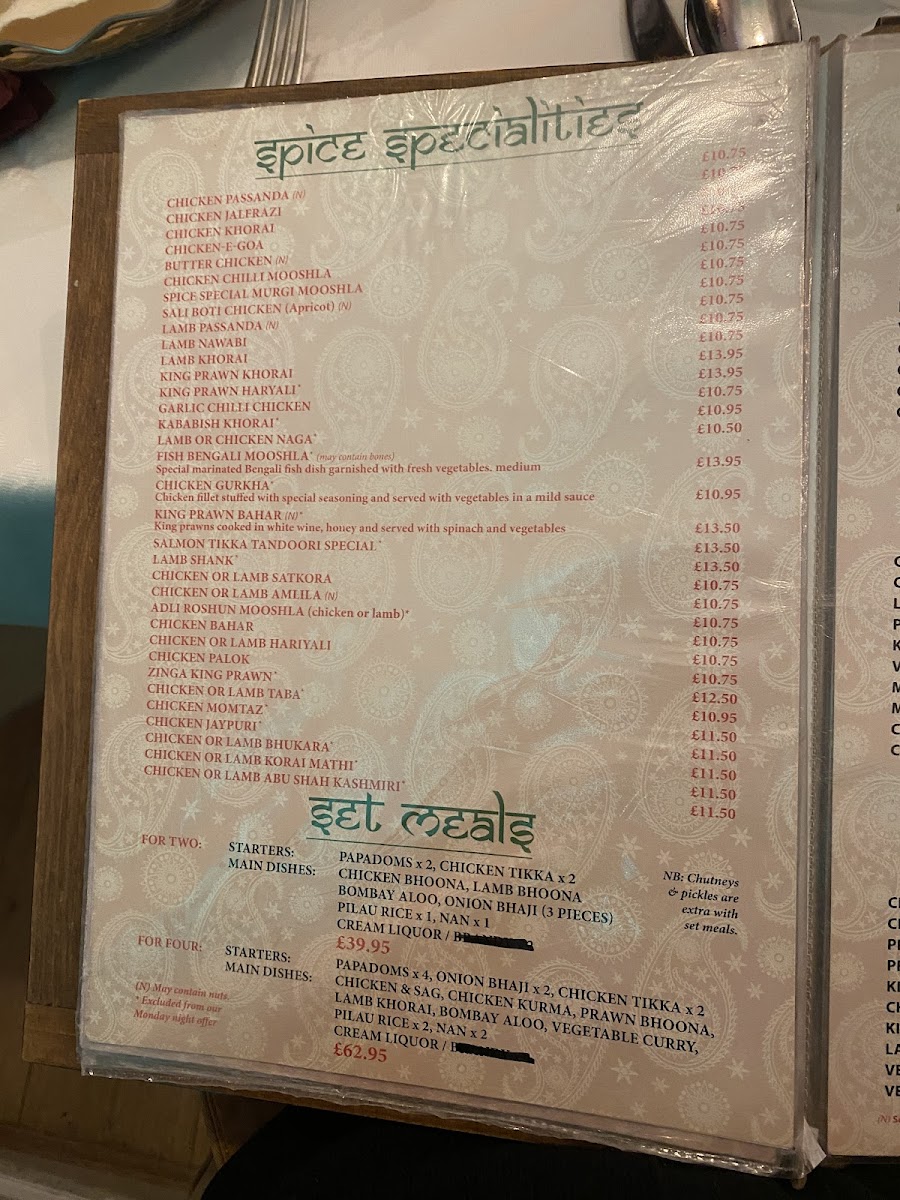 SPICE SPECIALITIES
CHICKEN PASSANDA (N) £10.75
CHICKEN JALFRAZI
CHICKEN KHORAI
CHICKEN-E-GOA
BUTTER CHICKEN (N) £10.75
CHICKEN CHILLI MOOSHLA £10.75
SPICE SPECIAL MURGI MOOSHLA £10.75
SALI BOTI CHICKEN (Apricot) (N) £10.75
LAMB PASSANDA (N) £10.75
LAMB NAWABI £10.75
LAMB KHORAI £10.75
KING PRAWN KHORAI £13.95
KING PRAWN HARYALI* £13.95
GARLIC CHILLI CHICKEN £10.75
KABABISH KHORAI* £10.95
LAMB OR CHICKEN NAGA* £10.50
FISH BENGALI MOOSHLA* (may contain bones)
Special marinated Bengali fish dish garnished with fresh vegetables. medium £13.95
CHICKEN GURKHA*
Chicken fillet stuffed with special seasoning and served with vegetables in a mild sauce £10.95
KING PRAWN BAHAR (N)*
King prawns cooked in white wine, honey and served with spinach and vegetables £13.50
SALMON TIKKA TANDOORI SPECIAL* £13.50
LAMB SHANK* £13.50
CHICKEN OR LAMB SATKORA £10.75
CHICKEN OR LAMB AMLILA (N) £10.75
ADLI ROSHUN MOOSHLA (chicken or lamb)* £10.75
CHICKEN BAHAR £10.75
CHICKEN OR LAMB HARIYALI £10.75
CHICKEN PALOK £10.75
ZINGA KING PRAWN* £12.50
CHICKEN OR LAMB TABA* £10.95
CHICKEN MOMTAZ* £11.50
CHICKEN JAYPURI* £11.50
CHICKEN OR LAMB BHUKARA* £11.50
CHICKEN OR LAMB KORAI MATHI* £11.50
CHICKEN OR LAMB ABU SHAH KASHMIRI* £11.50
SET MEALS
FOR TWO: STARTERS: PAPADOMS x 2, CHICKEN TIKKA x 2
MAIN DISHES: CHICKEN BHOONA, LAMB BHOONA
BOMBAY ALOO, ONION BHAJI (3 PIECES)
PILAU RICE x 1, NAN x 1
CREAM LIQUOR /
£39.95
NB: Chutneys
& pickles are
extra with
set meals.
FOR FOUR: STARTERS: PAPADOMS x 4, ONION BHAJI x 2, CHICKEN TIKKA x 2
MAIN DISHES: CHICKEN & SAG, CHICKEN KURMA, PRAWN BHOONA,
LAMB KHORAI, BOMBAY ALOO, VEGETABLE CURRY,
PILAU RICE x 2, NAN x 2
CREAM LIQUOR /
£62.95
(N) May contain nuts.
* Excluded from our
Monday night offer